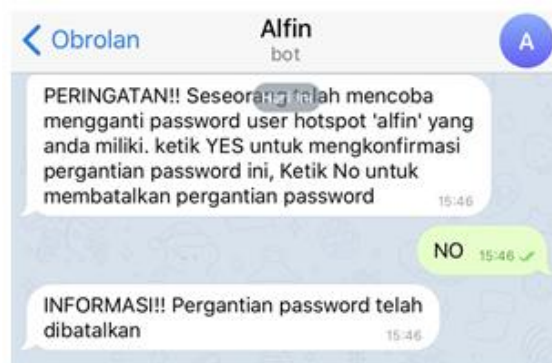 Obrolan
Alfin
A
bot
PERINGATAN!! Seseorang telah mencoba
mengganti password user hotspot 'alfin' yang
anda miliki. ketik YES untuk mengkonfirmasi
pergantian password ini, Ketik No untuk
membatalkan pergantian password
15:46
NO 15:46
INFORMASI!! Pergantian password telah
dibatalkan
15:46